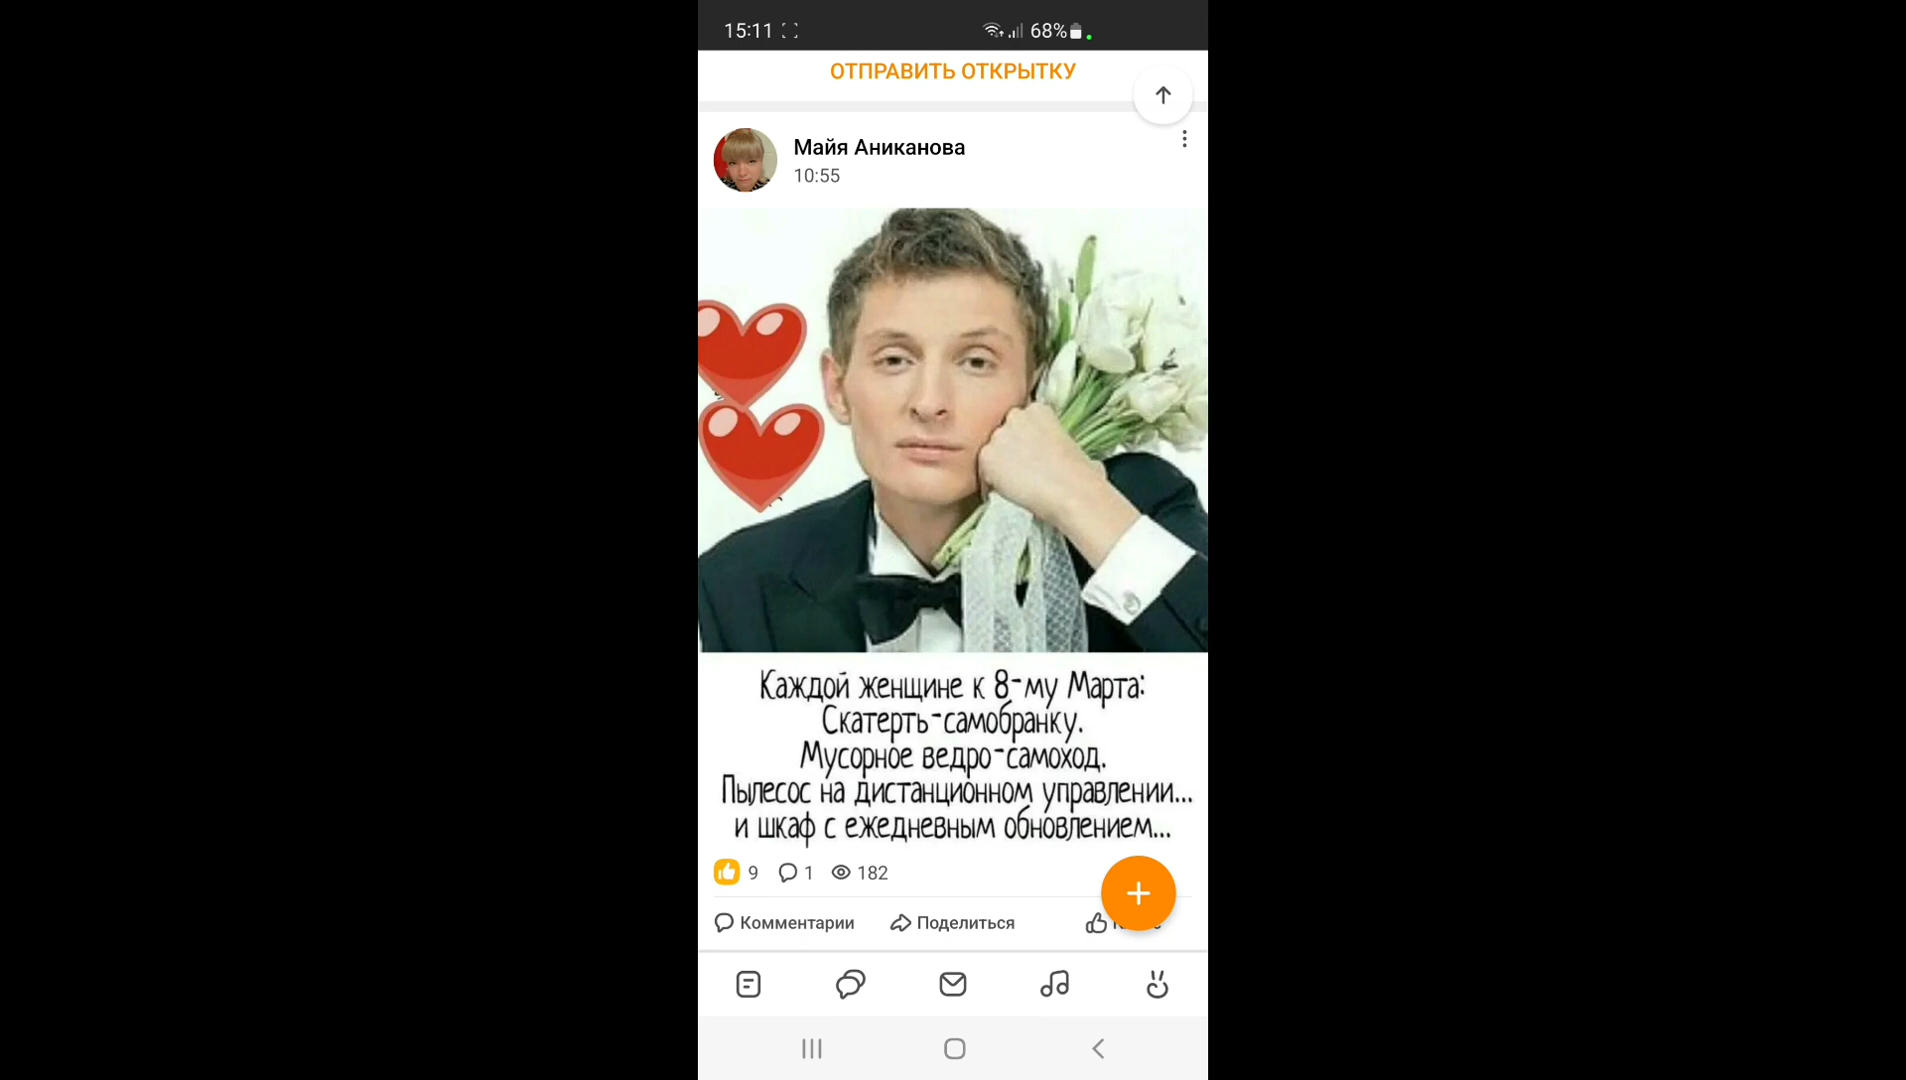 15:11
68%
ОТПРАВИТЬ ОТКРЫТКУ
Майя Аниканова
10:55
Каждой женщине к 8-му Марта:
Скатерть-самобранку.
Мусорное ведро-самоход.
Пылесос на дистанционном управлении...
и шкаф с ежедневным обновлением...
9 1 182
Комментарии Поделиться